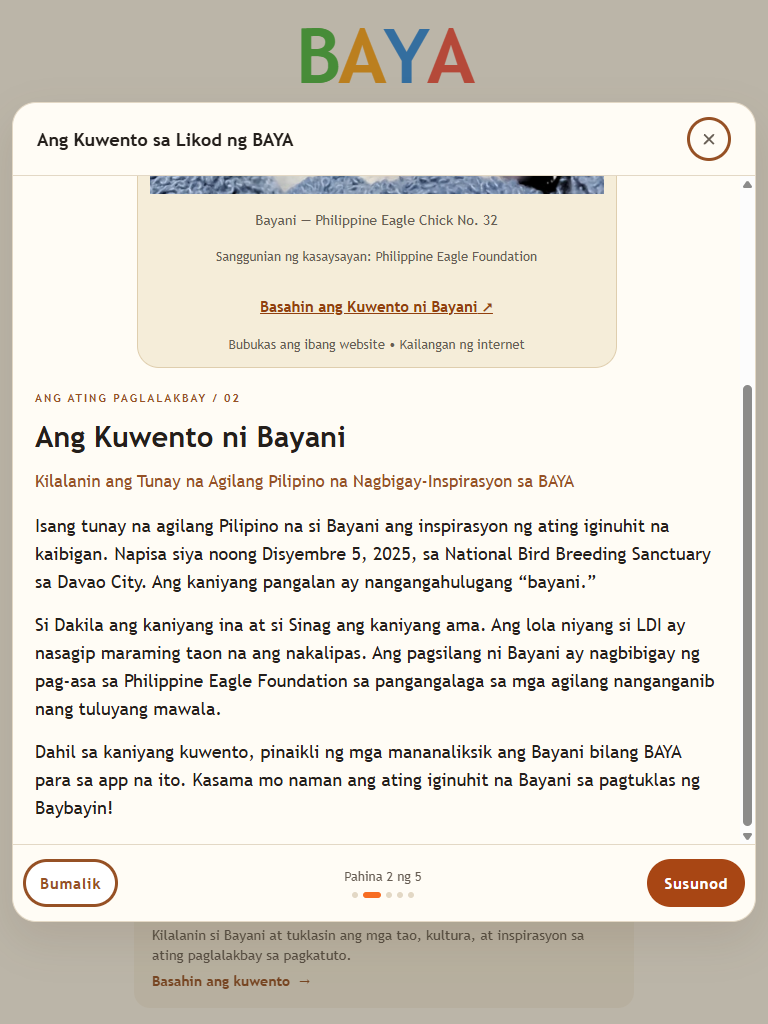 BAYA
Ang Kuwento sa Likod ng BAYA
Bayani — Philippine Eagle Chick No. 32
Sanggunian ng kasaysayan: Philippine Eagle Foundation
Basahin ang Kuwento ni Bayani ↗
Bubukas ang ibang website • Kailangan ng internet
ANG ATING PAGLALAKBAY / 02
Ang Kuwento ni Bayani
Kilalanin ang Tunay na Agilang Pilipino na Nagbigay-Inspirasyon sa BAYA
Isang tunay na agilang Pilipino na si Bayani ang inspirasyon ng ating iginuhit na
kaibigan. Napisa siya noong Disyembre 5, 2025, sa National Bird Breeding Sanctuary
sa Davao City. Ang kaniyang pangalan ay nangangahulugang “bayani.”
Si Dakila ang kaniyang ina at si Sinag ang kaniyang ama. Ang lola niyang si LDI ay
nasagip maraming taon na ang nakalipas. Ang pagsilang ni Bayani ay nagbibigay ng
pag-asa sa Philippine Eagle Foundation sa pangangalaga sa mga agilang nanganganib
nang tuluyang mawala.
Dahil sa kaniyang kuwento, pinaikli ng mga mananaliksik ang Bayani bilang BAYA
para sa app na ito. Kasama mo naman ang ating iginuhit na Bayani sa pagtuklas ng
Baybayin!
Bumalik
Pahina 2 ng 5
Susunod
Kilalanin si Bayani at tuklasin ang mga tao, kultura, at inspirasyon sa
ating paglalakbay sa pagkatuto.
Basahin ang kuwento →